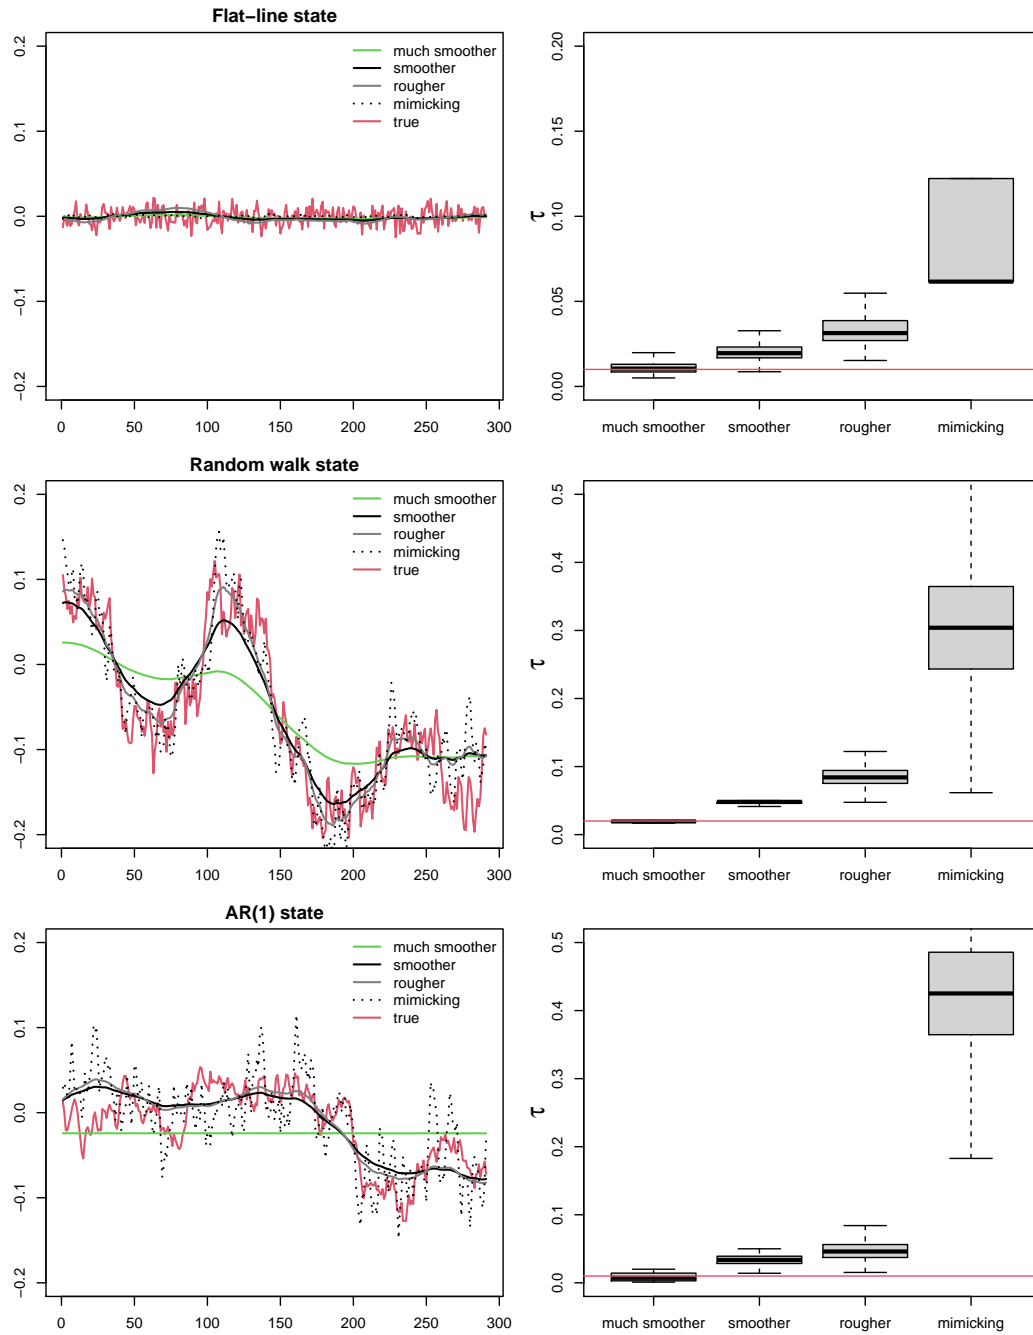 Flat−line state
0.2
0.1
0.0
−0.1
−0.2
much smoother
smoother
rougher
mimicking
true
0 50 100 150 200 250 300
τ
0.20
0.15
0.10
0.05
0.00
much smoother smoother rougher mimicking
Random walk state
0.2
0.1
0.0
−0.1
−0.2
much smoother
smoother
rougher
mimicking
true
0 50 100 150 200 250 300
τ
0.5
0.4
0.3
0.2
0.1
0.0
much smoother smoother rougher mimicking
AR(1) state
0.2
0.1
0.0
−0.1
−0.2
much smoother
smoother
rougher
mimicking
true
0 50 100 150 200 250 300
τ
0.5
0.4
0.3
0.2
0.1
0.0
much smoother smoother rougher mimicking